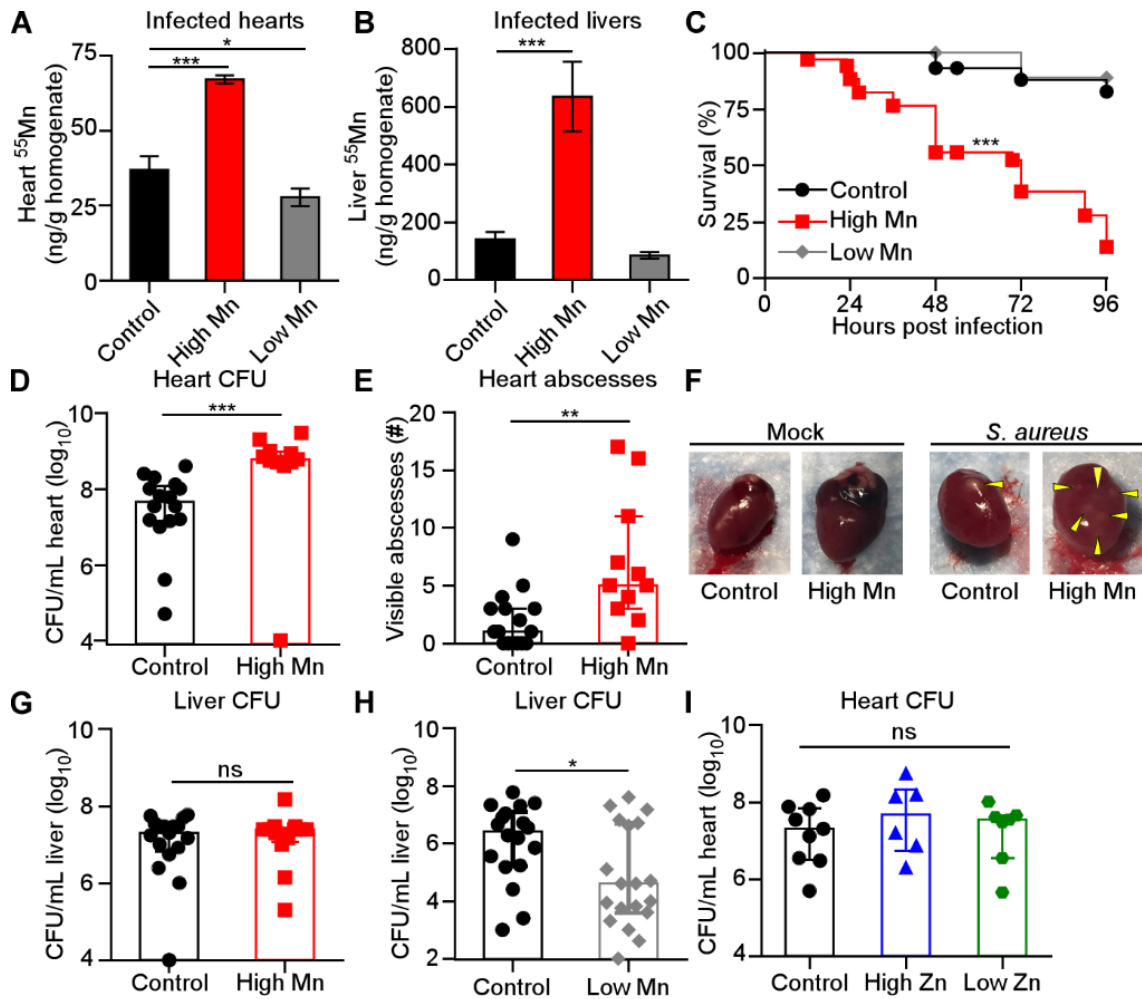 A
Infected hearts
Heart ⁵⁵Mn
(ng/g homogenate)
75
50
25
0
*
***
Control
High Mn
Low Mn
B
Infected livers
Liver ⁵⁵Mn
(ng/g homogenate)
800
600
400
200
0
***
Control
High Mn
Low Mn
C
Survival (%)
100
75
50
25
0
***
Control
High Mn
Low Mn
0 24 48 72 96
Hours post infection
D
Heart CFU
CFU/mL heart (log₁₀)
10
8
6
4
***
Control High Mn
E
Heart abscesses
Visible abscesses (#)
20
15
10
5
0
**
Control High Mn
F
Mock
S. aureus
Control High Mn Control High Mn
G
Liver CFU
CFU/mL liver (log₁₀)
10
8
6
4
ns
Control High Mn
H
Liver CFU
CFU/mL liver (log₁₀)
10
8
6
4
2
*
Control Low Mn
I
Heart CFU
CFU/mL heart (log₁₀)
10
8
6
4
ns
Control High Zn Low Zn